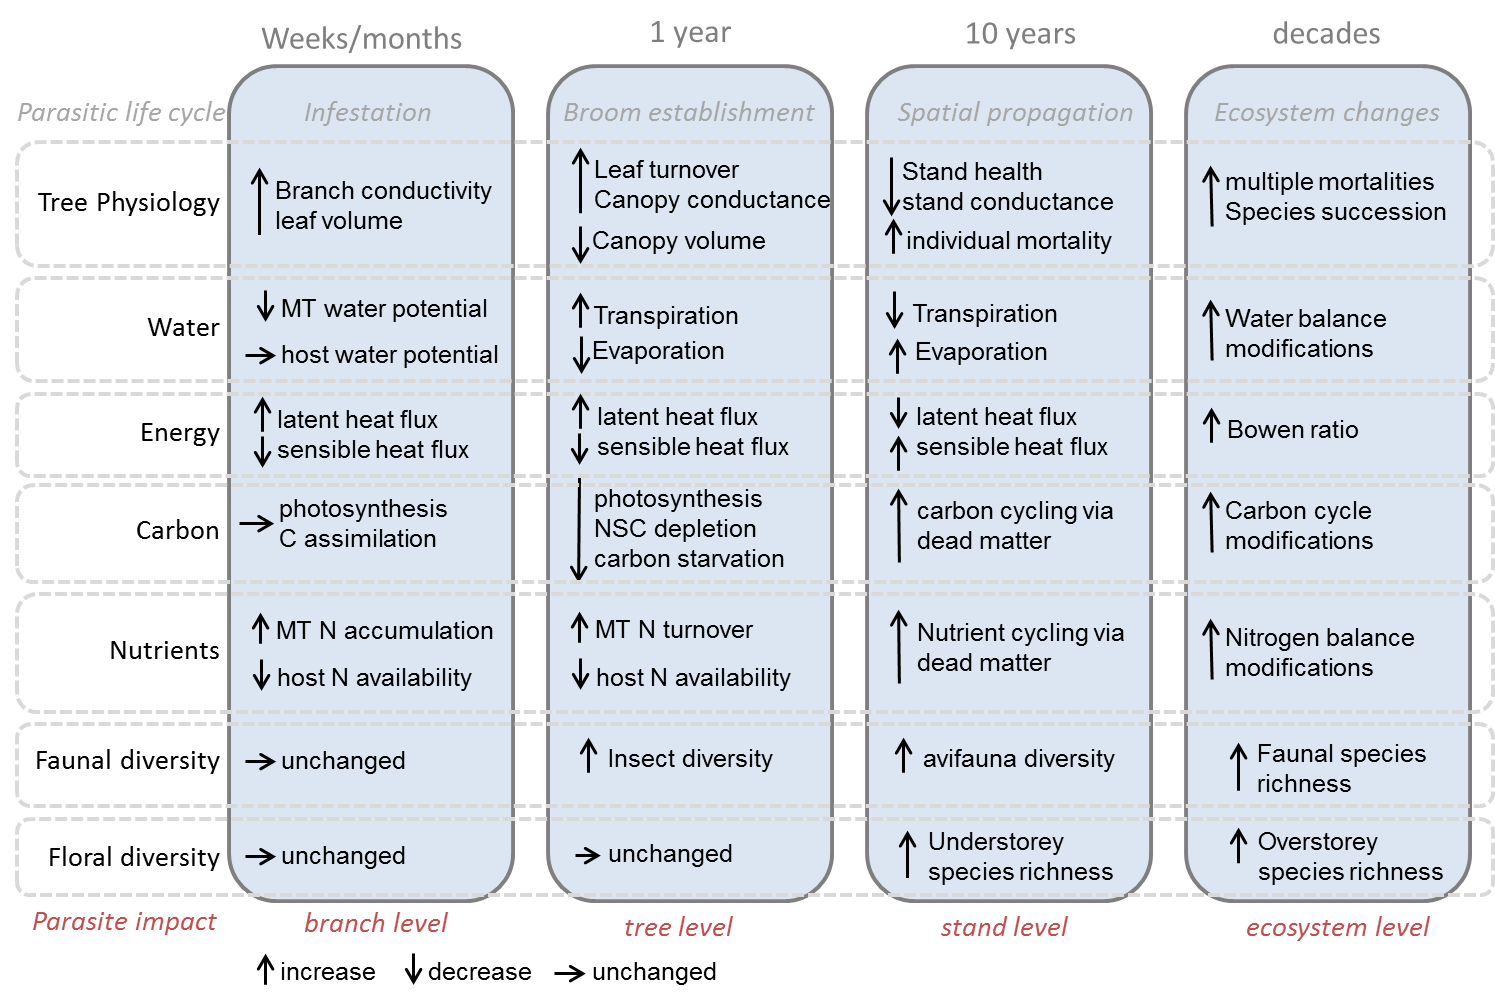 Weeks/months
1 year
10 years
decades
Parasitic life cycle
Infestation
Broom establishment
Spatial propagation
Ecosystem changes
Tree Physiology
Branch conductivity
leaf volume
Leaf turnover
Canopy conductance
Canopy volume
Stand health
stand conductance
individual mortality
multiple mortalities
Species succession
Water
MT water potential
host water potential
Transpiration
Evaporation
Transpiration
Evaporation
Water balance
modifications
Energy
latent heat flux
sensible heat flux
latent heat flux
sensible heat flux
latent heat flux
sensible heat flux
Bowen ratio
Carbon
photosynthesis
C assimilation
photosynthesis
NSC depletion
carbon starvation
carbon cycling via
dead matter
Carbon cycle
modifications
Nutrients
MT N accumulation
host N availability
MT N turnover
host N availability
Nutrient cycling via
dead matter
Nitrogen balance
modifications
Faunal diversity
unchanged
Insect diversity
avifauna diversity
Faunal species
richness
Floral diversity
unchanged
unchanged
Understorey
species richness
Overstorey
species richness
Parasite impact
branch level
tree level
stand level
ecosystem level
increase
decrease
unchanged